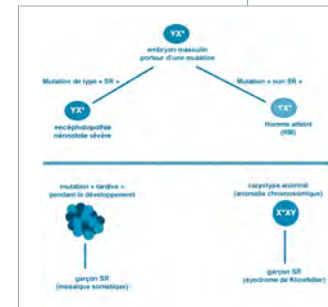 YX*
embryon masculin
porteur d'une mutation
Mutation de type « SR »
Mutation « non SR »
YX*
YX*
encéphalopathie
néonatale sévère
Homme atteint
(RM)
mutation « tardive »
pendant le développement
caryotype anormal
(anomalie chromosomique)
X*XY
garçon SR
(mosaïque somatique)
garçon SR
(syndrome de Klinefelter)